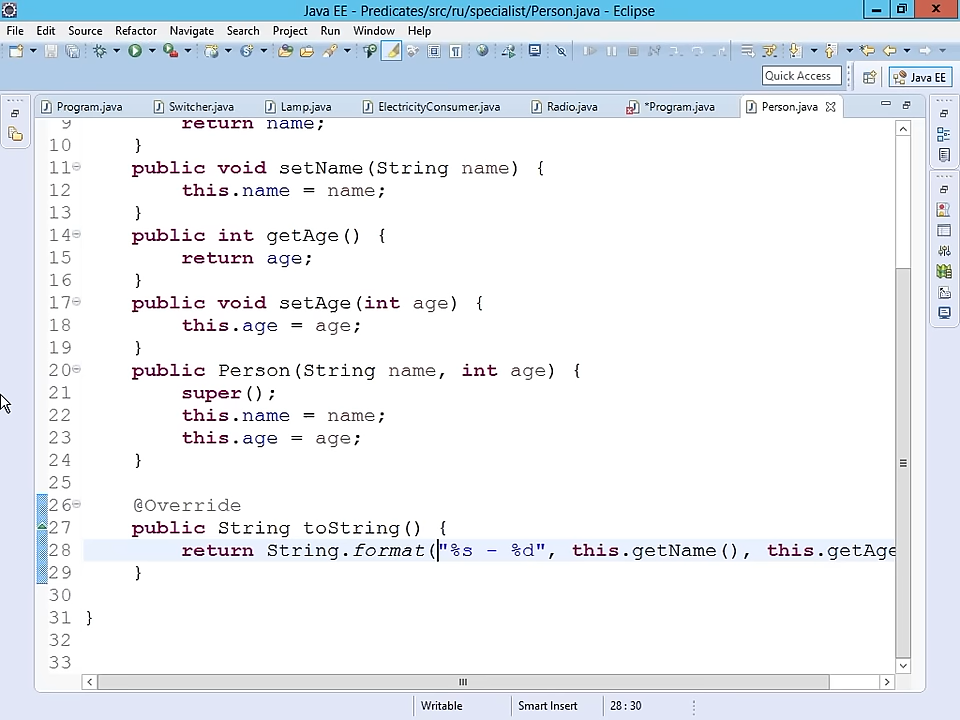 Java EE - Predicates/src/ru/specialist/Person.java - Eclipse
File Edit Source Refactor Navigate Search Project Run Window Help
Quick Access
Java EE
Program.java Switcher.java Lamp.java ElectricityConsumer.java Radio.java *Program.java Person.java
9 return name;
10 }
11 public void setName(String name) {
12 this.name = name;
13 }
14 public int getAge() {
15 return age;
16 }
17 public void setAge(int age) {
18 this.age = age;
19 }
20 public Person(String name, int age) {
21 super();
22 this.name = name;
23 this.age = age;
24 }
25
26 @Override
27 public String toString() {
28 return String.format("%s - %d", this.getName(), this.getAge
29 }
30
31 }
32
33
Writable Smart Insert 28 : 30